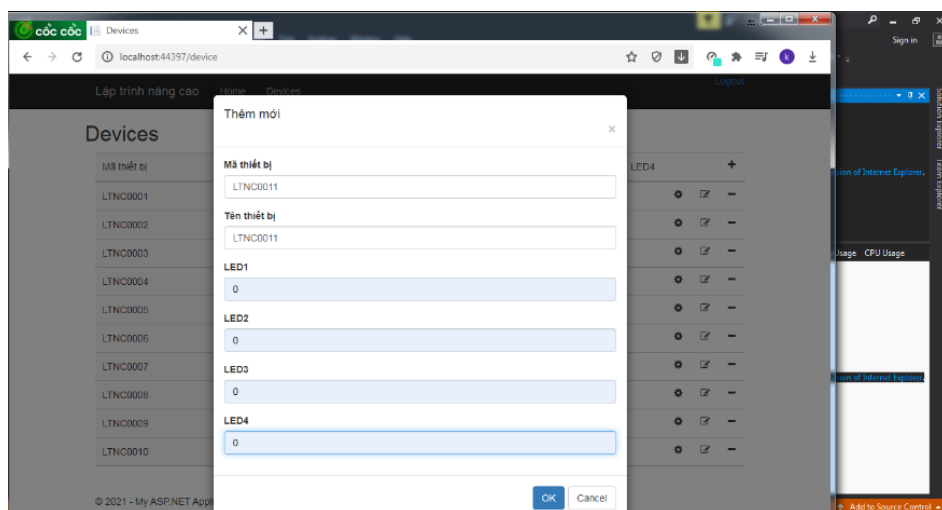 cốc cốc Devices
Sign in
localhost:44397/device
Logout
Lập trình nâng cao Home Devices
Thêm mới
Devices
Mã thiết bị LED4
Mã thiết bị
LTNC0011
Tên thiết bị
LTNC0011
LED1
0
LED2
0
LED3
0
LED4
0
LTNC0001
LTNC0002
LTNC0003
LTNC0004
LTNC0005
LTNC0006
LTNC0007
LTNC0008
LTNC0009
LTNC0010
OK Cancel
© 2021 - My ASP.NET Appli
Solution Explorer
Team Explorer
sion of Internet Explorer.
Usage CPU Usage
sion of Internet Explorer.
Add to Source Control
k